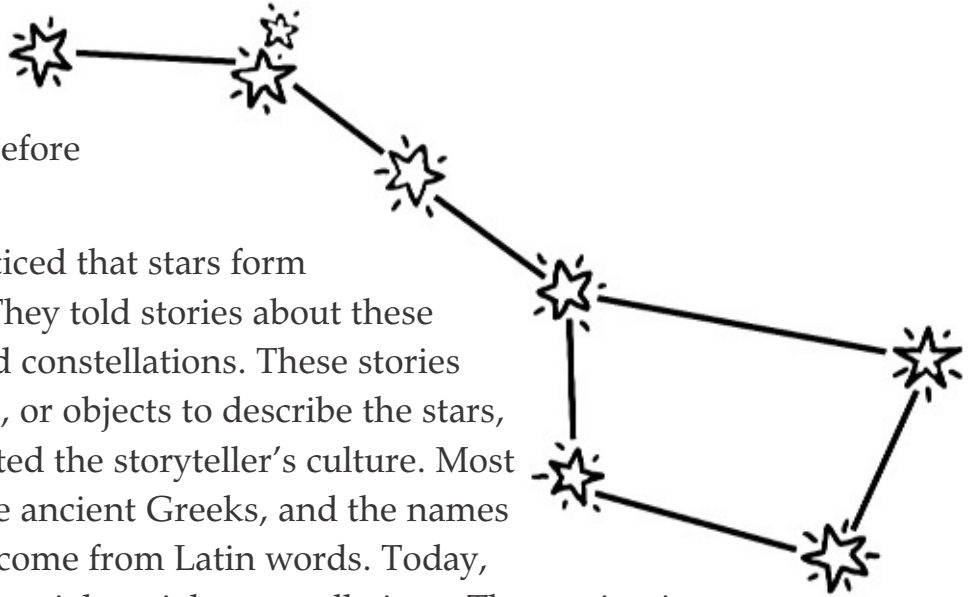 efore
iced that stars form
They told stories about these
d constellations. These stories
, or objects to describe the stars,
ted the storyteller's culture. Most
e ancient Greeks, and the names
come from Latin words. Today,